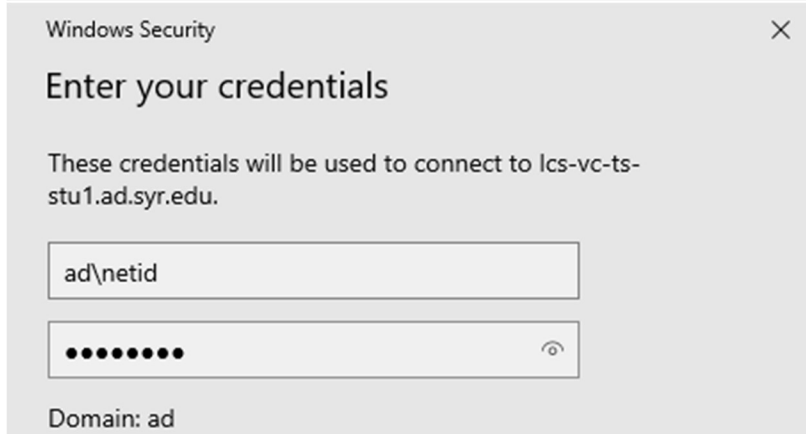 Windows Security
Enter your credentials
These credentials will be used to connect to lcs-vc-ts-
stu1.ad.syr.edu.
ad\netid
●●●●●●●●
Domain: ad